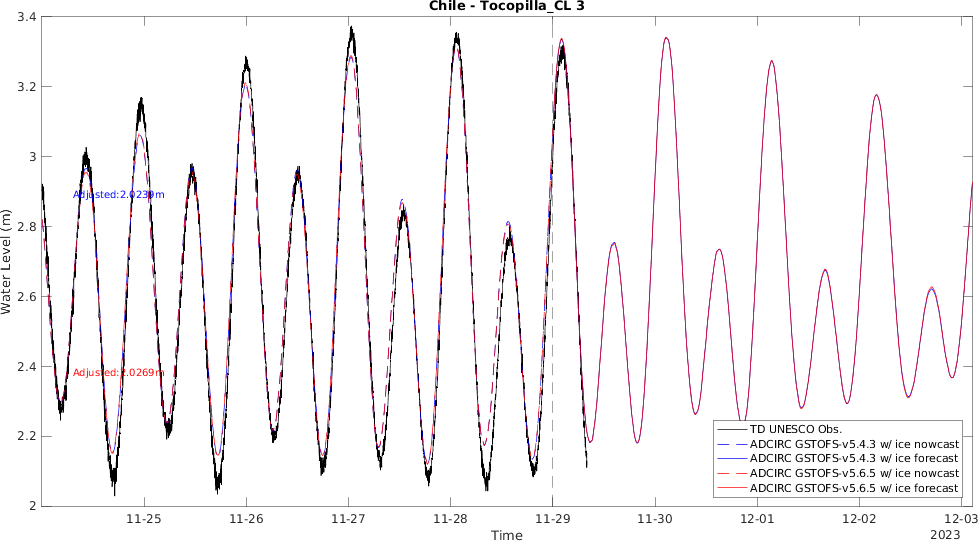 Chile - Tocopilla_CL 3
3.4
3.2
3
2.8
2.6
2.4
2.2
2
Water Level (m)
Adjusted:2.0239m
Adjusted:2.0269m
TD UNESCO Obs.
ADCIRC GSTOFS-v5.4.3 w/ ice nowcast
ADCIRC GSTOFS-v5.4.3 w/ ice forecast
ADCIRC GSTOFS-v5.6.5 w/ ice nowcast
ADCIRC GSTOFS-v5.6.5 w/ ice forecast
11-25 11-26 11-27 11-28 11-29 11-30 12-01 12-02 12-03
Time
2023